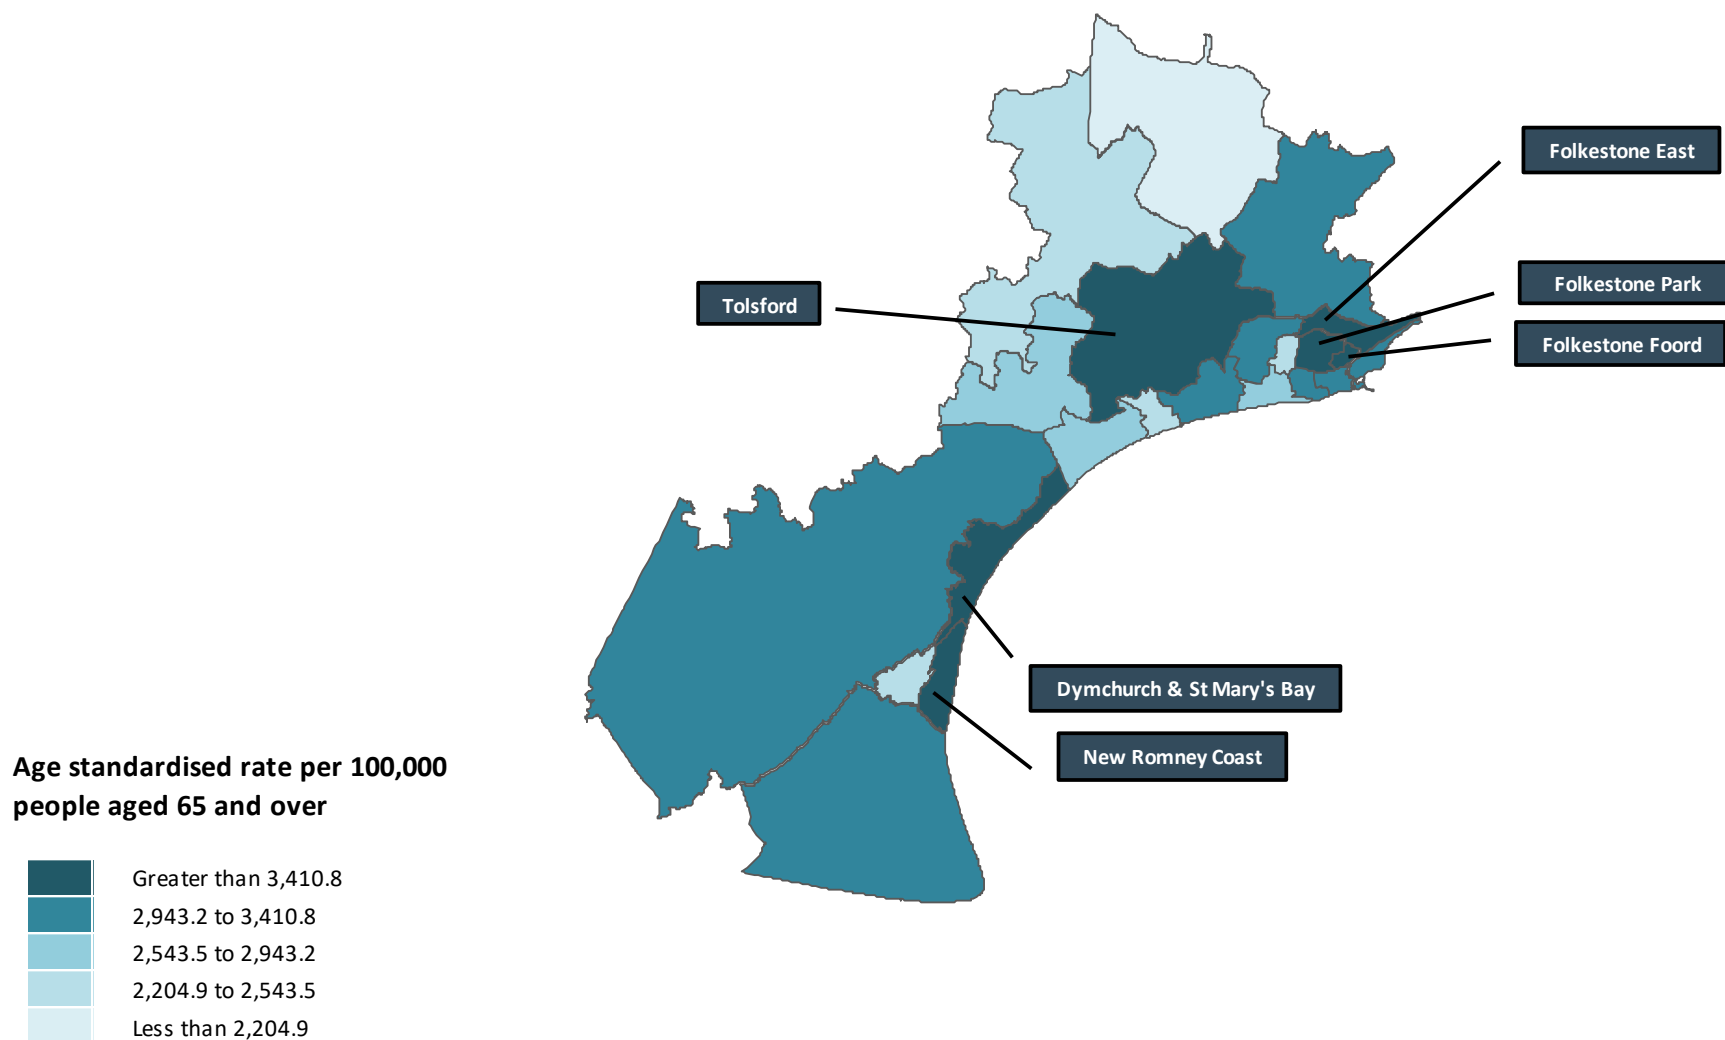 Folkestone East
Folkestone Park
Tolsford
Folkestone Foord
Dymchurch & St Mary's Bay
New Romney Coast
Age standardised rate per 100,000
people aged 65 and over
Greater than 3,410.8
2,943.2 to 3,410.8
2,543.5 to 2,943.2
2,204.9 to 2,543.5
Less than 2,204.9